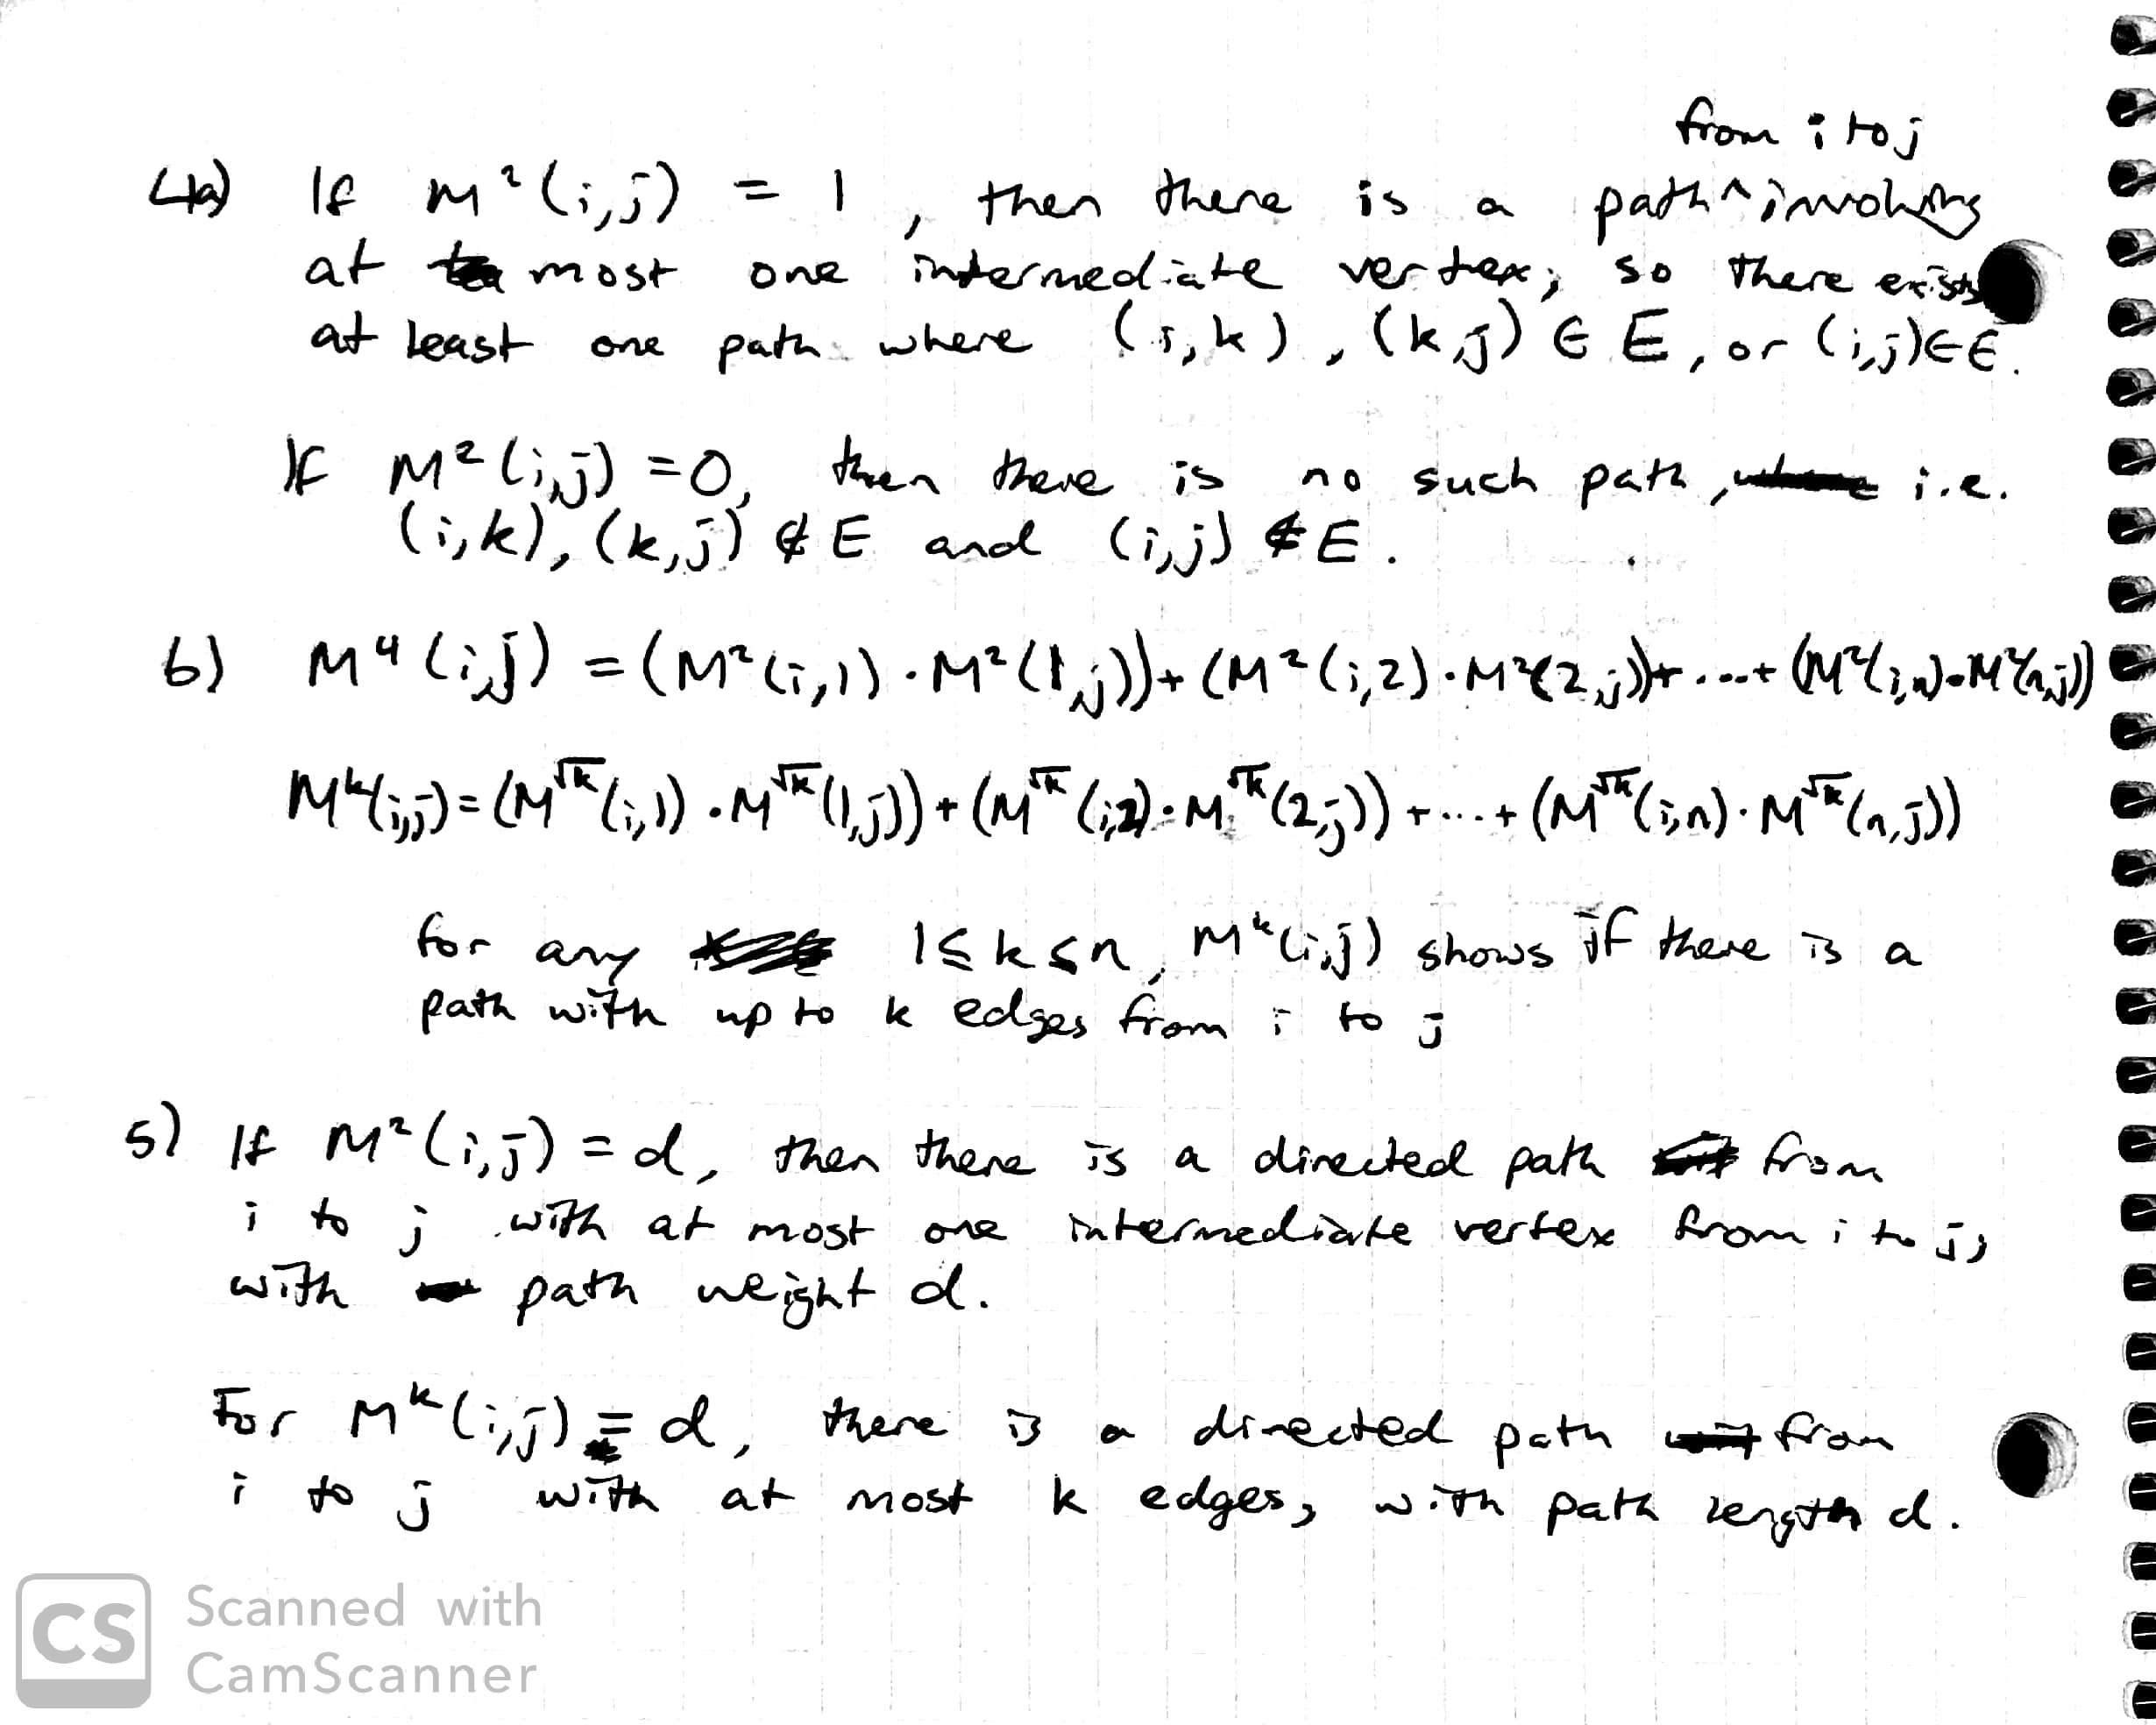 from i to j
4a) If M²(i,j) = 1, then there is a path ^ involving
at most one intermediate vertex, so there exists
at least one path where (i,k), (k,j) ∈ E, or (i,j) ∈ E.
If M²(i,j) = 0, then there is no such path, i.e.
(i,k), (k,j) ∉ E and (i,j) ∉ E.
b) M⁴(i,j) = (M²(i,1)·M²(1,j)) + (M²(i,2)·M²(2,j)) + ... + (M²(i,n)·M²(n,j))
M^k(i,j) = (M^√k(i,1)·M^√k(1,j)) + (M^√k(i,2)·M^√k(2,j)) + ... + (M^√k(i,n)·M^√k(n,j))
for any 1≤k≤n, M^k(i,j) shows if there is a
path with up to k edges from i to j
5) If M²(i,j) = d, then there is a directed path from
i to j with at most one intermediate vertex from i to j,
with path weight d.
For M^k(i,j) = d, there is a directed path from
i to j with at most k edges, with path length d.
CS Scanned with
CamScanner